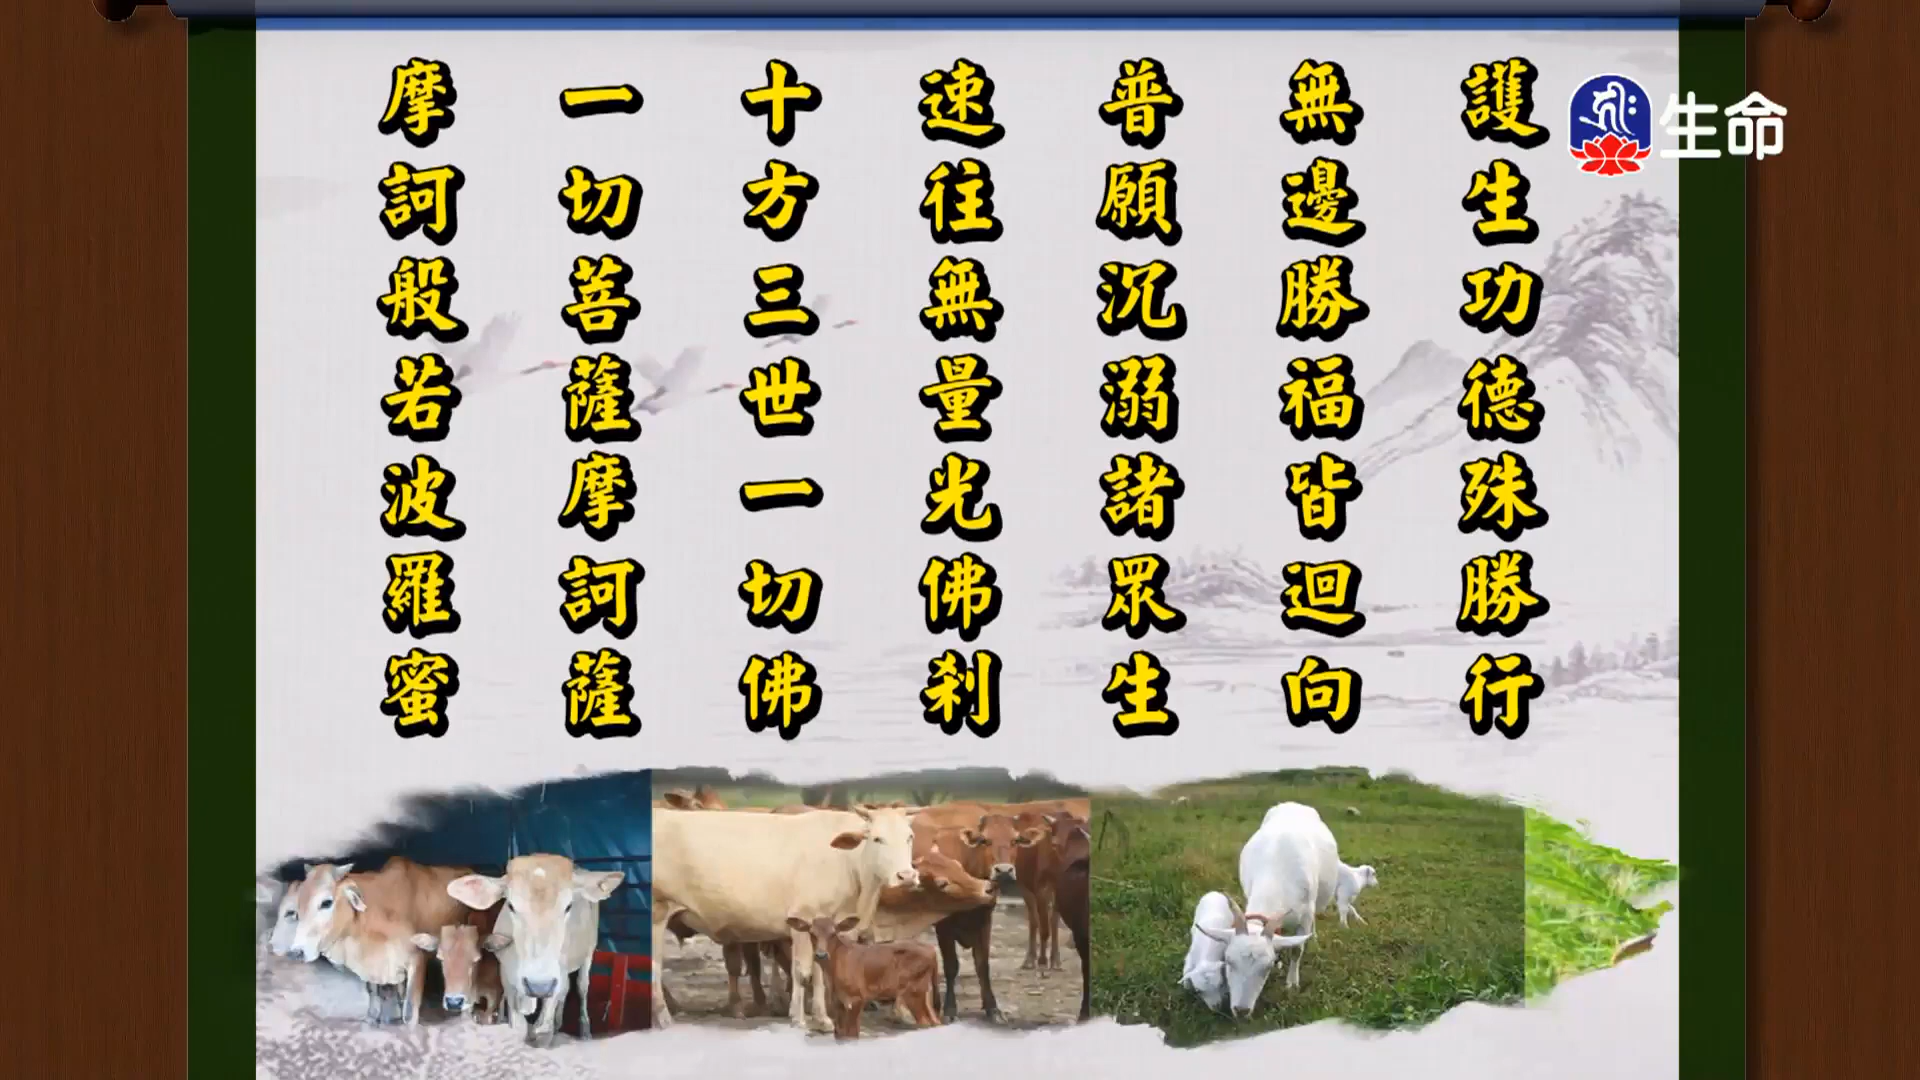 護生功德殊勝行
無邊勝福皆迴向
普願沉溺諸眾生
速往無量光佛剎
十方三世一切佛
一切菩薩摩訶薩
摩訶般若波羅蜜
生命